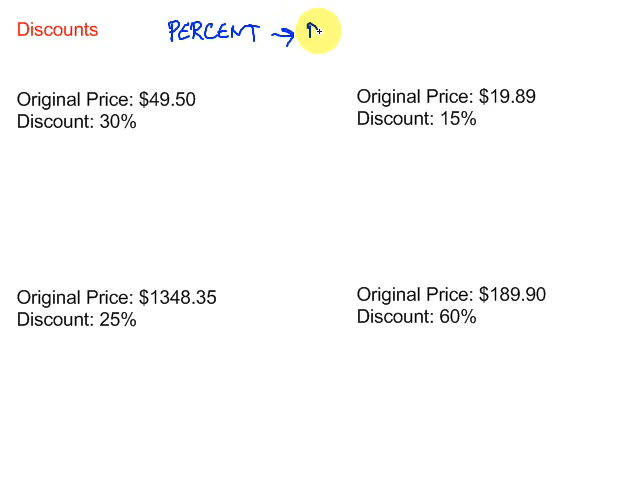 Discounts
PERCENT →
Original Price: $49.50
Discount: 30%
Original Price: $19.89
Discount: 15%
Original Price: $1348.35
Discount: 25%
Original Price: $189.90
Discount: 60%